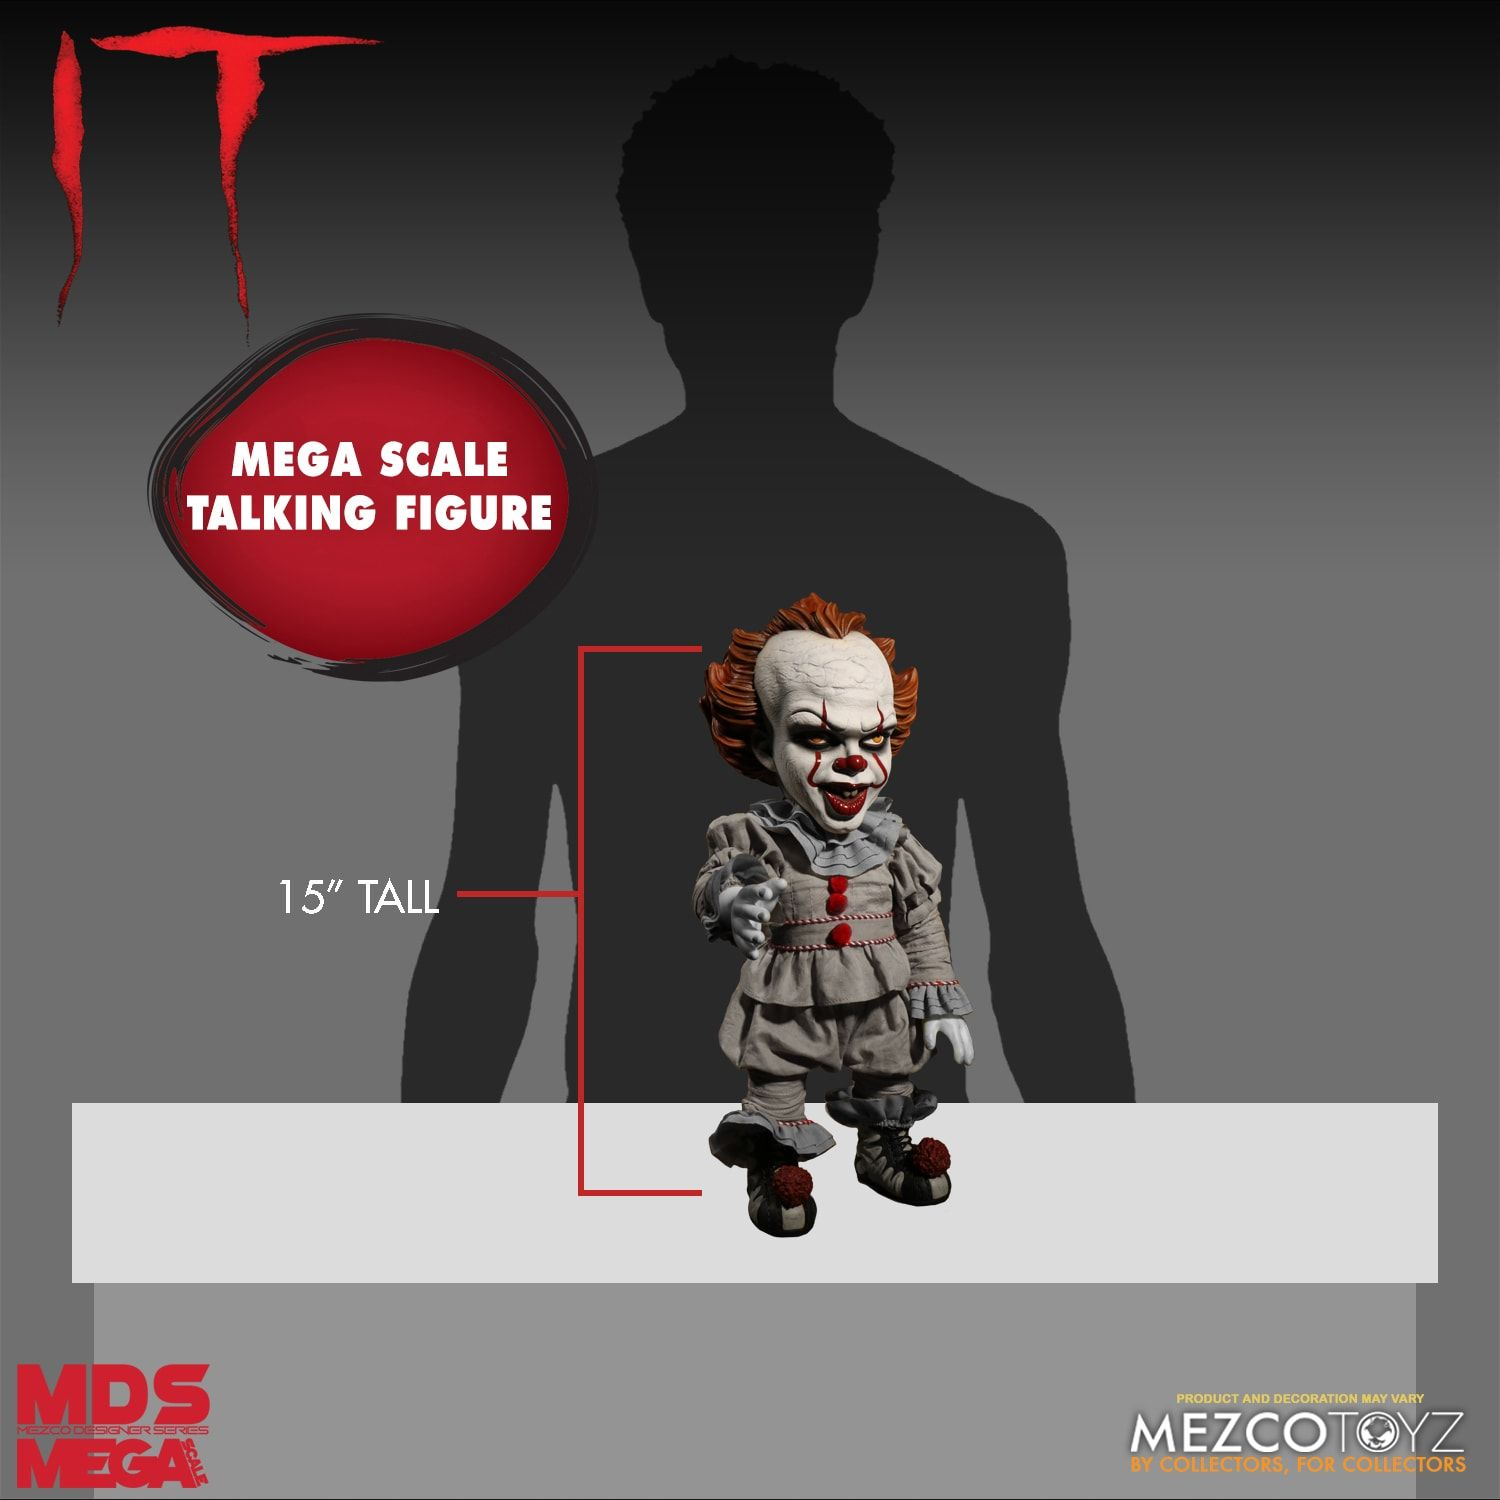 IT
MEGA SCALE
TALKING FIGURE
15" TALL
MDS
MEZCO DESIGNER SERIES
MEGA SCALE
PRODUCT AND DECORATION MAY VARY
MEZCOTOYZ
BY COLLECTORS, FOR COLLECTORS